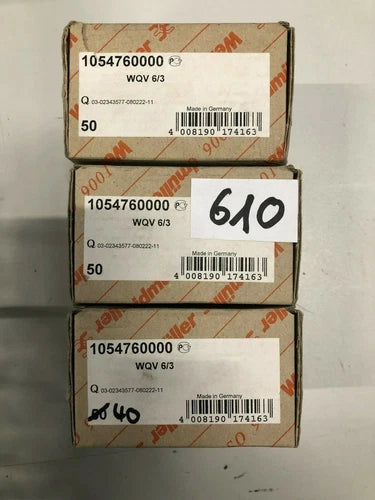 Weidmüller
1054760000
WQV 6/3
Q 03-02343577-080222-11
50
Made in Germany
4 008190 174163
9001
1054760000
610
WQV 6/3
Q 03-02343577-080222-11
50
Made in Germany
4 008190 174163
1054760000
WQV 6/3
Q 03-02343577-080222-11
40
Made in Germany
4 008190 174163